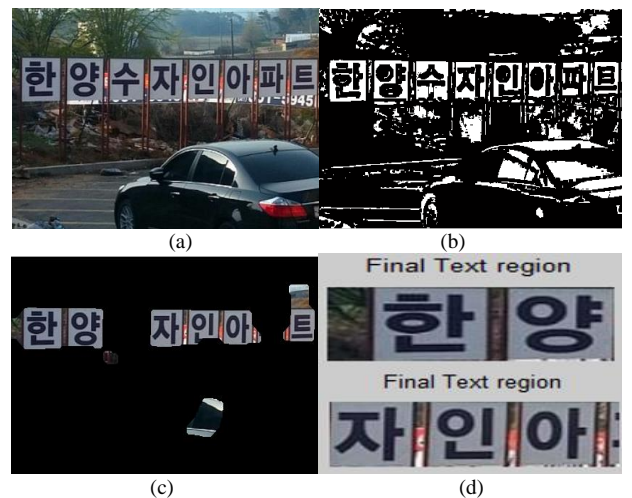 한양수자인아파트
한양수자인아파트
(a)
(b)
한양 자인아 트
Final Text region
한양
Final Text region
자인아
(c)
(d)